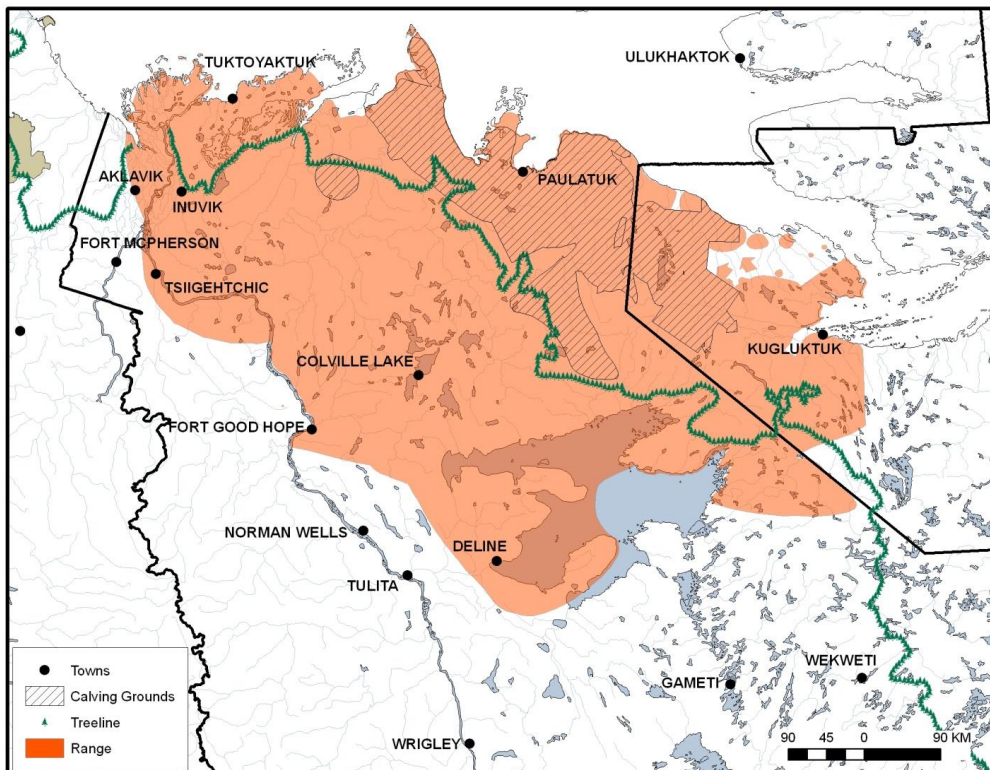 ULUKHAKTOK
TUKTOYAKTUK
AKLAVIK
INUVIK
PAULATUK
FORT MCPHERSON
TSIIGEHTCHIC
KUGLUKTUK
COLVILLE LAKE
FORT GOOD HOPE
NORMAN WELLS
DELINE
TULITA
WEKWETI
GAMETI
WRIGLEY
Towns
Calving Grounds
Treeline
Range
90 45 0 90 KM